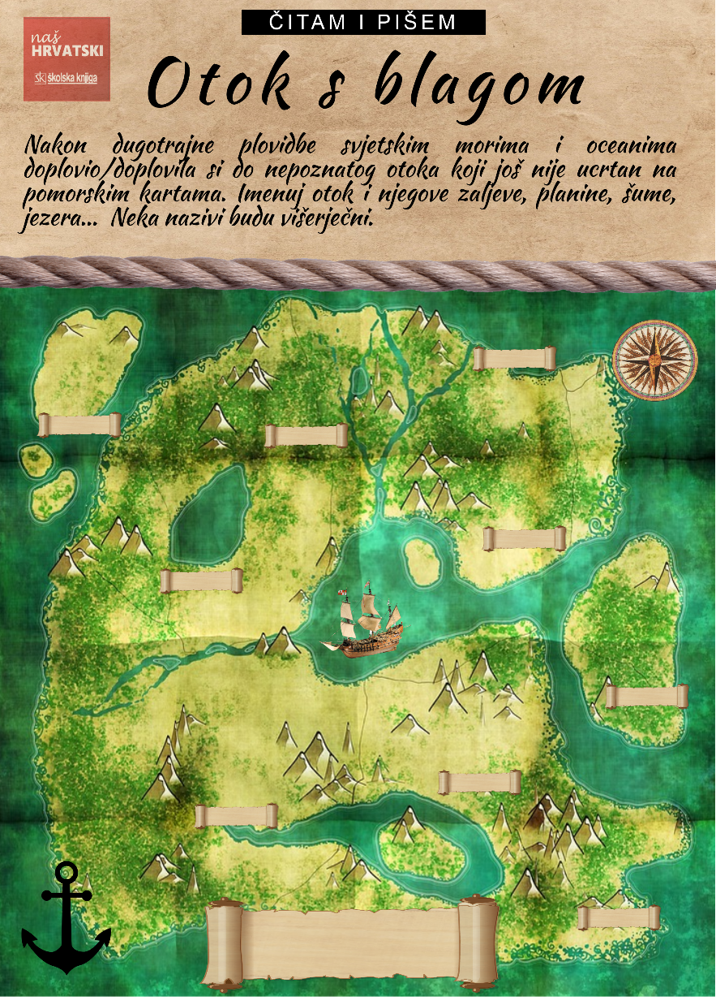 ČITAM I PIŠEM
naš
HRVATSKI
šk školska knjiga
Otok s blagom
Nakon dugotrajne plovidbe svjetskim morima i oceanima
doplovio/doplovila si do nepoznatog otoka koji još nije ucrtan na
pomorskim kartama. Imenuj otok i njegove zaljeve, planine, šume,
jezera... Neka nazivi budu višerječni.